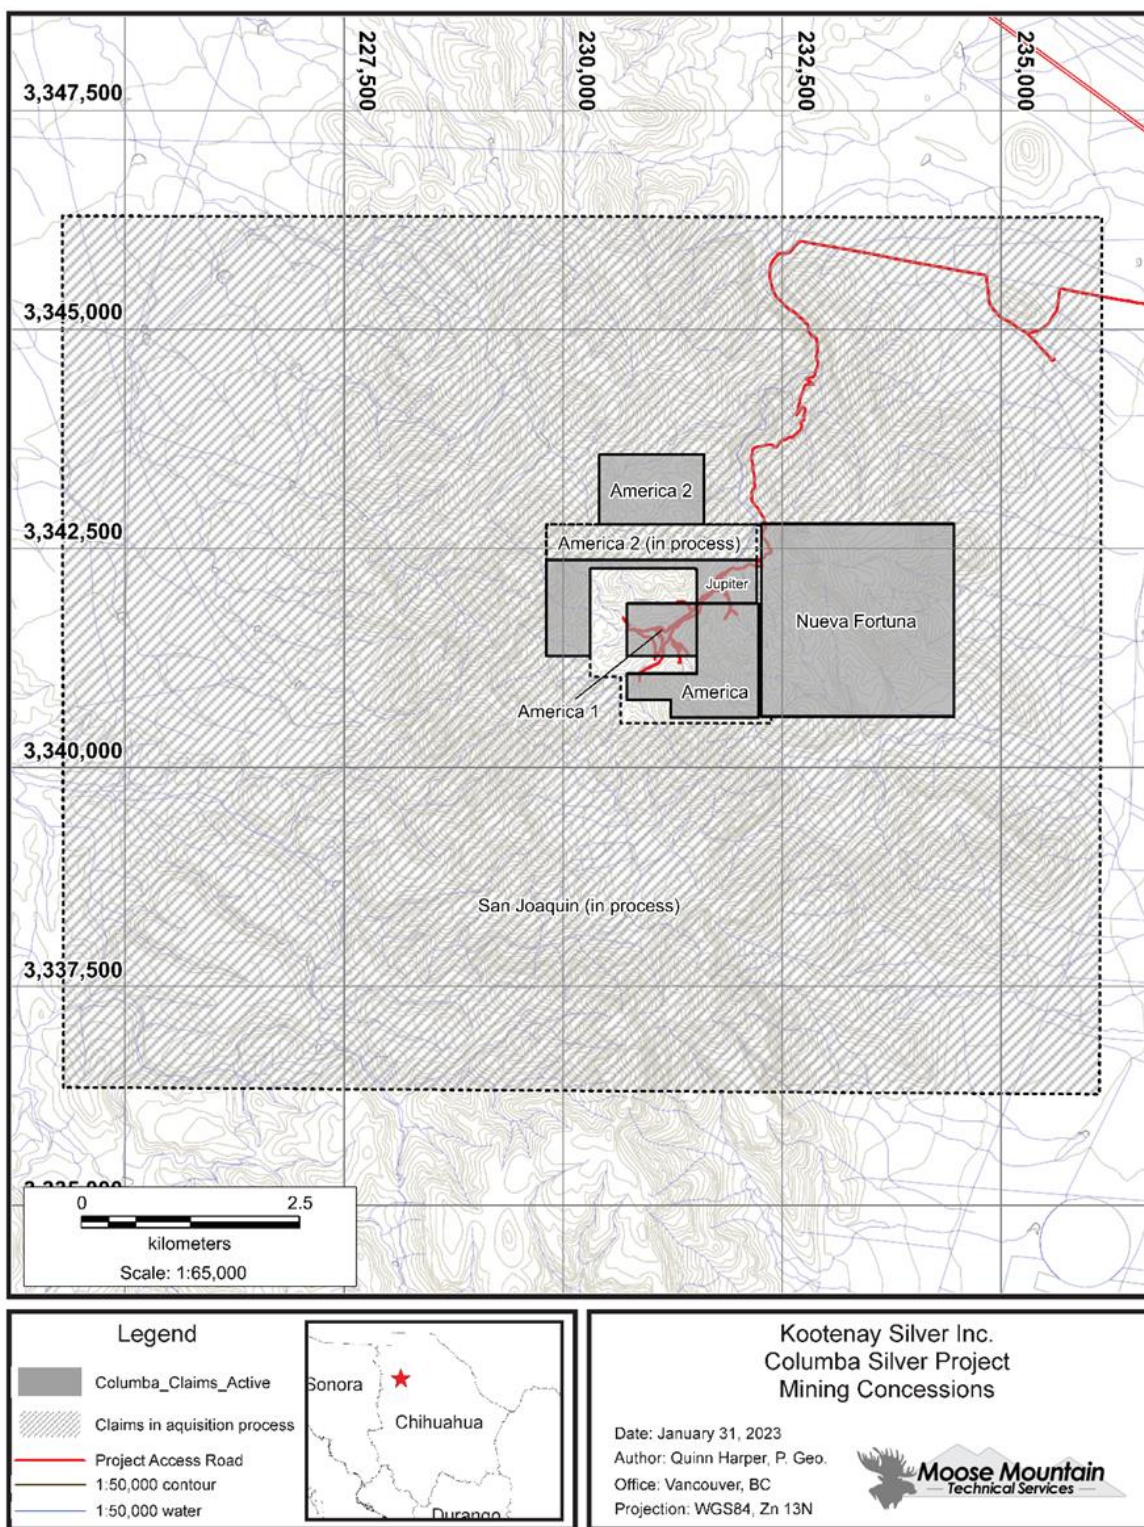 227,500
230,000
232,500
235,000
3,347,500
3,345,000
America 2
3,342,500
America 2 (in process)
Jupiter
Nueva Fortuna
America
America 1
3,340,000
San Joaquin (in process)
3,337,500
0 2.5
kilometers
Scale: 1:65,000
Legend
Columba_Claims_Active
Claims in aquisition process
Project Access Road
1:50,000 contour
1:50,000 water
Sonora
Chihuahua
Durango
Kootenay Silver Inc.
Columba Silver Project
Mining Concessions
Date: January 31, 2023
Author: Quinn Harper, P. Geo.
Office: Vancouver, BC
Projection: WGS84, Zn 13N
Moose Mountain
Technical Services